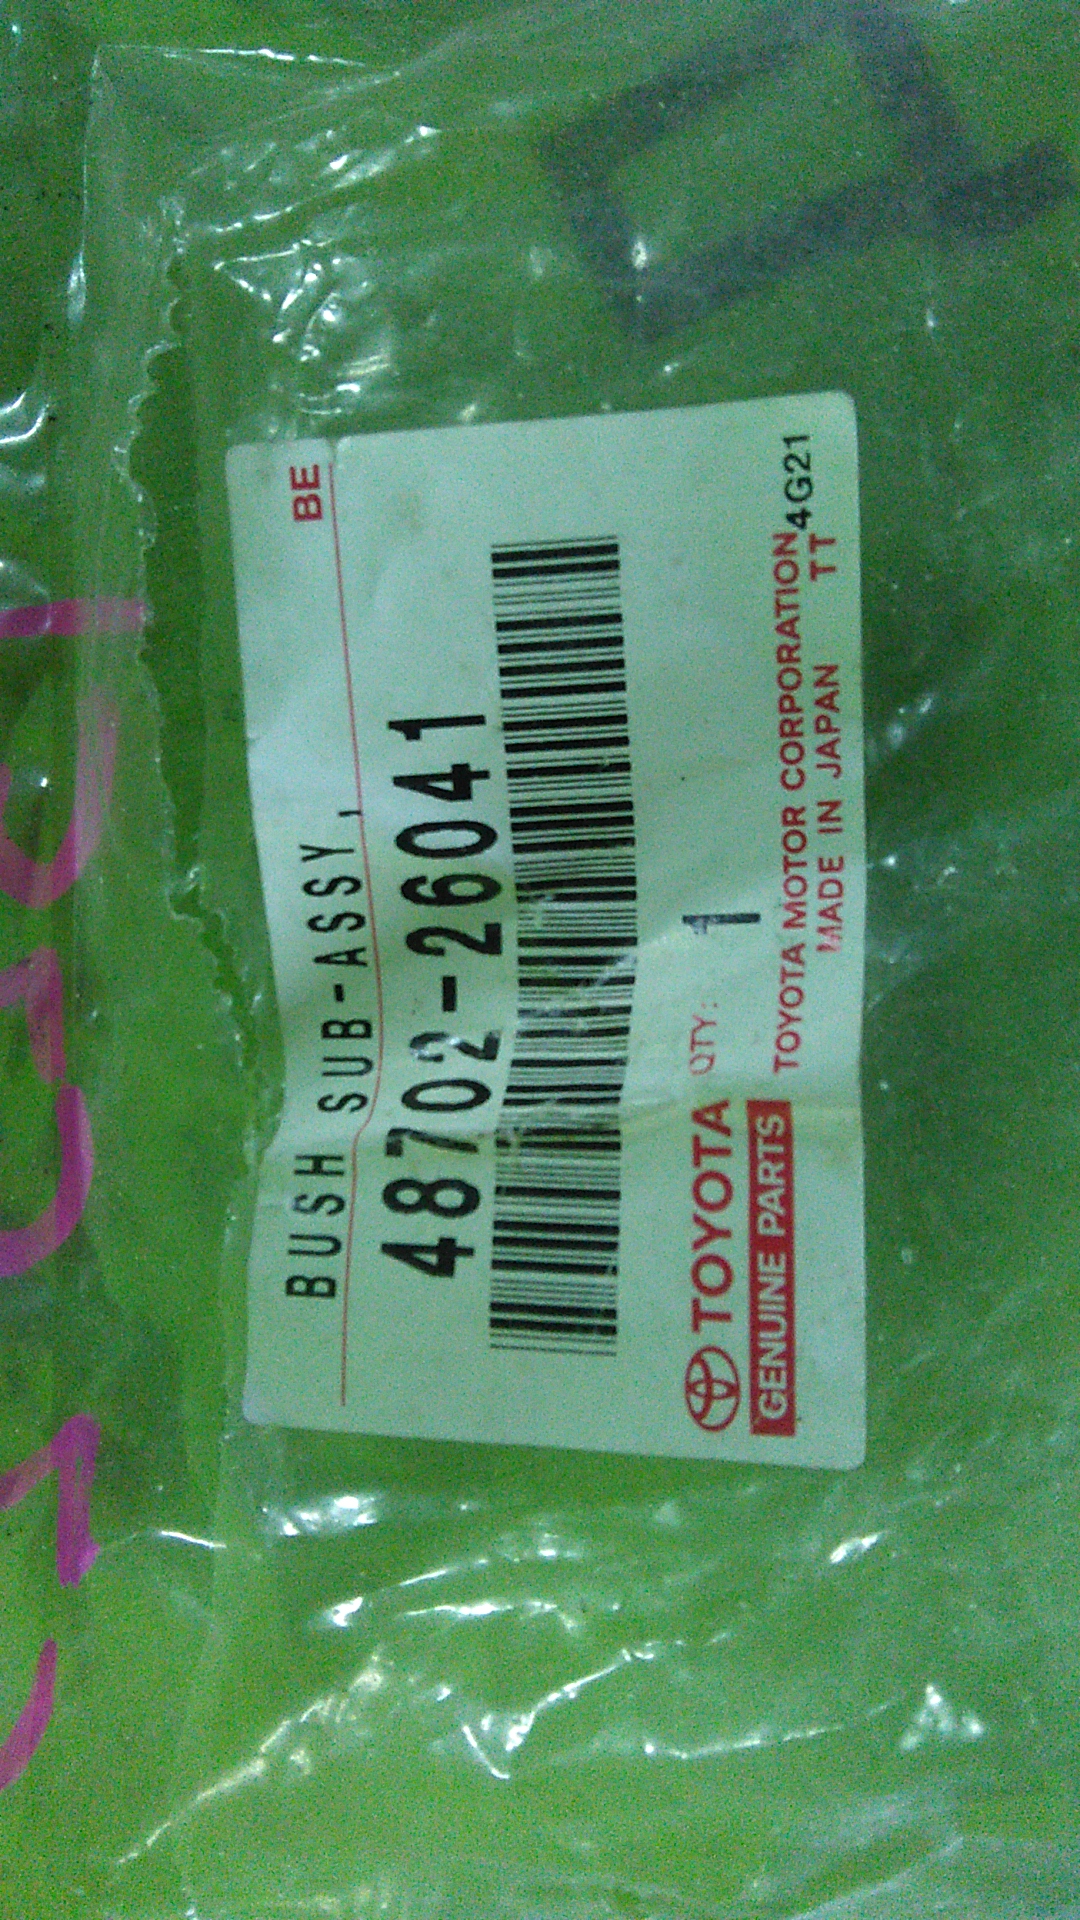 BE
BUSH SUB-ASSY,
48702-26041
TOYOTA QTY: 1
GENUINE PARTS
TOYOTA MOTOR CORPORATION 4G21
MADE IN JAPAN TT